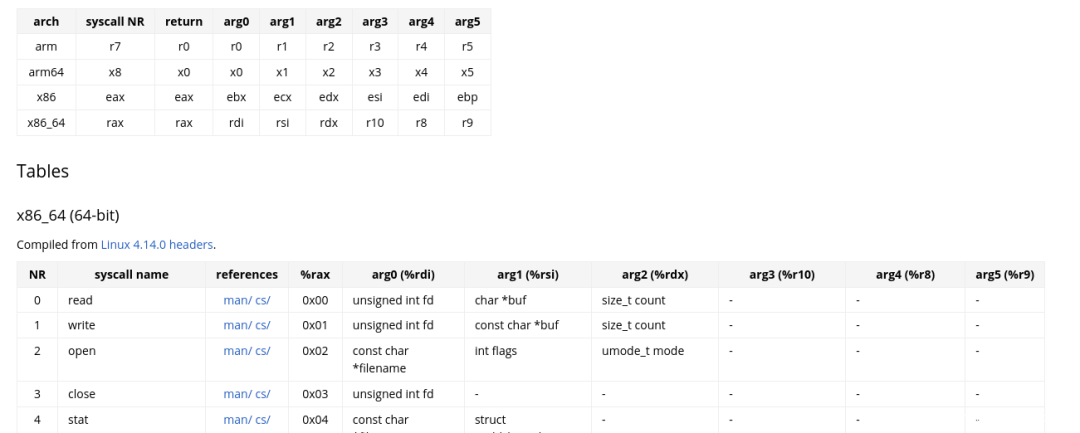 arch syscall NR return arg0 arg1 arg2 arg3 arg4 arg5
arm r7 r0 r0 r1 r2 r3 r4 r5
arm64 x8 x0 x0 x1 x2 x3 x4 x5
x86 eax eax ebx ecx edx esi edi ebp
x86_64 rax rax rdi rsi rdx r10 r8 r9
Tables
x86_64 (64-bit)
Compiled from Linux 4.14.0 headers.
NR syscall name references %rax arg0 (%rdi) arg1 (%rsi) arg2 (%rdx) arg3 (%r10) arg4 (%r8) arg5 (%r9)
0 read man/ cs/ 0x00 unsigned int fd char *buf size_t count - - -
1 write man/ cs/ 0x01 unsigned int fd const char *buf size_t count - - -
2 open man/ cs/ 0x02 const char int flags umode_t mode - - -
*filename
3 close man/ cs/ 0x03 unsigned int fd - - - - -
4 stat man/ cs/ 0x04 const char struct - - - -